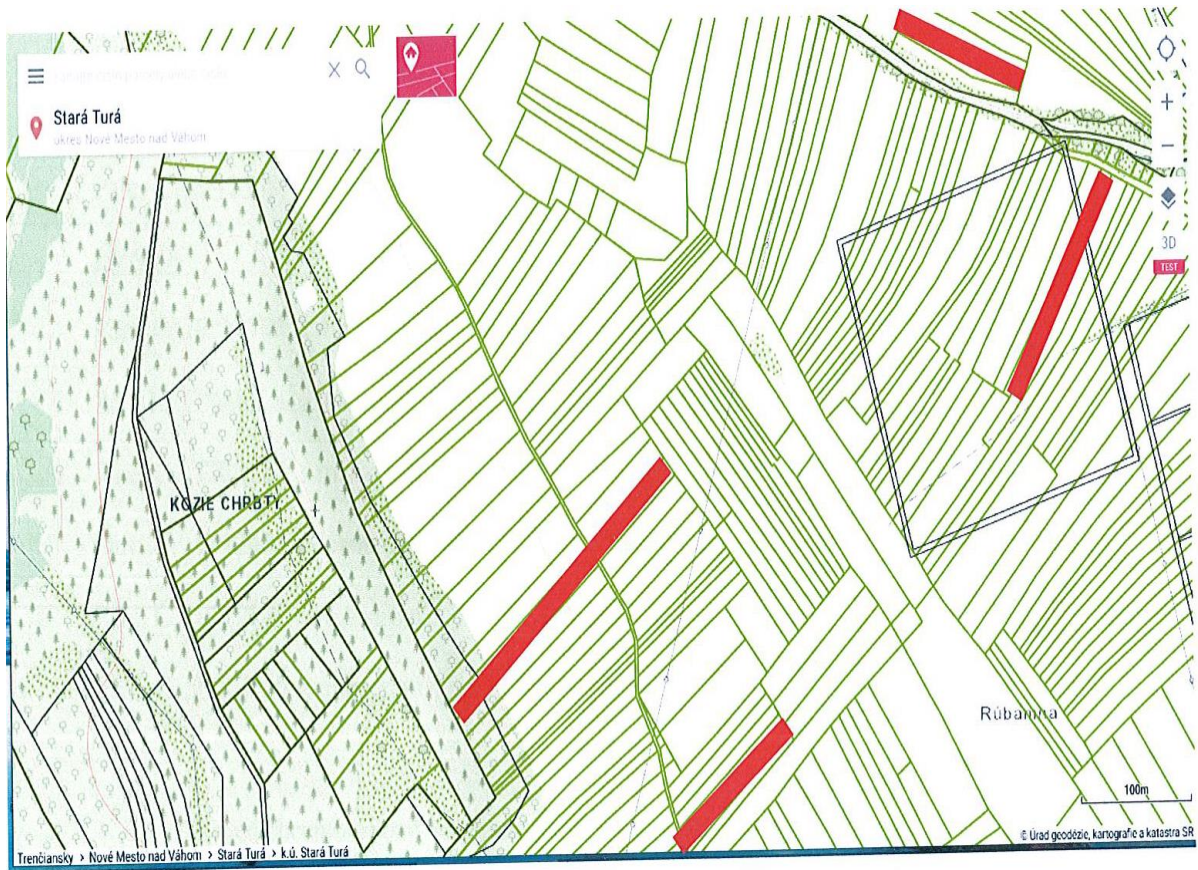 Stará Turá
okres Nové Mesto nad Váhom
3D
TEST
KOZIE CHRBTY
100m
© Úrad geodézie, kartografie a katastra SR
Trenčiansky > Nové Mesto nad Váhom > Stará Turá > k.ú. Stará Turá